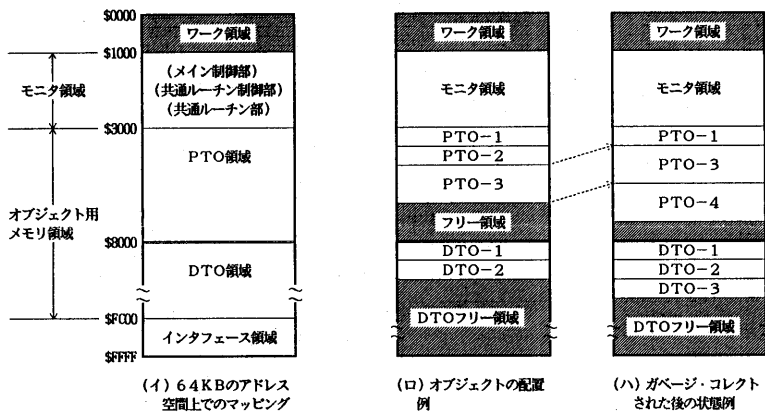 $0000
ワーク領域
$1000
モニタ領域
(メイン制御部)
(共通ルーチン制御部)
(共通ルーチン部)
$3000
PTO領域
オブジェクト用
メモリ領域
$8000
DTO領域
$FC00
インタフェース領域
$FFFF
(イ)64KBのアドレス
空間上でのマッピング
ワーク領域
モニタ領域
PTO-1
PTO-2
PTO-3
フリー領域
DTO-1
DTO-2
DTOフリー領域
(ロ)オブジェクトの配置
例
ワーク領域
モニタ領域
PTO-1
PTO-3
PTO-4
DTO-1
DTO-2
DTO-3
DTOフリー領域
(ハ)ガベージ・コレクト
された後の状態例